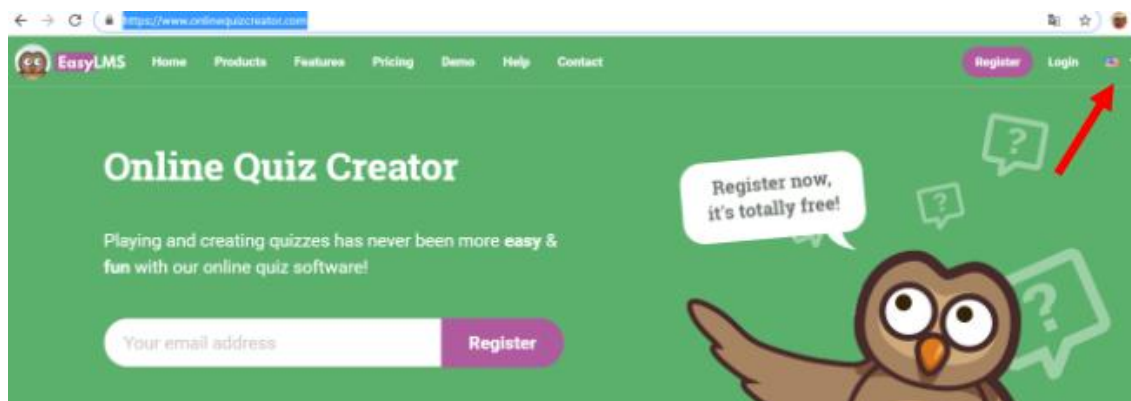 https://www.onlinequizcreator.com
EasyLMS Home Products Features Pricing Demo Help Contact Register Login
Online Quiz Creator
Register now,
it's totally free!
Playing and creating quizzes has never been more easy &
fun with our online quiz software!
Your email address Register
?
?
?